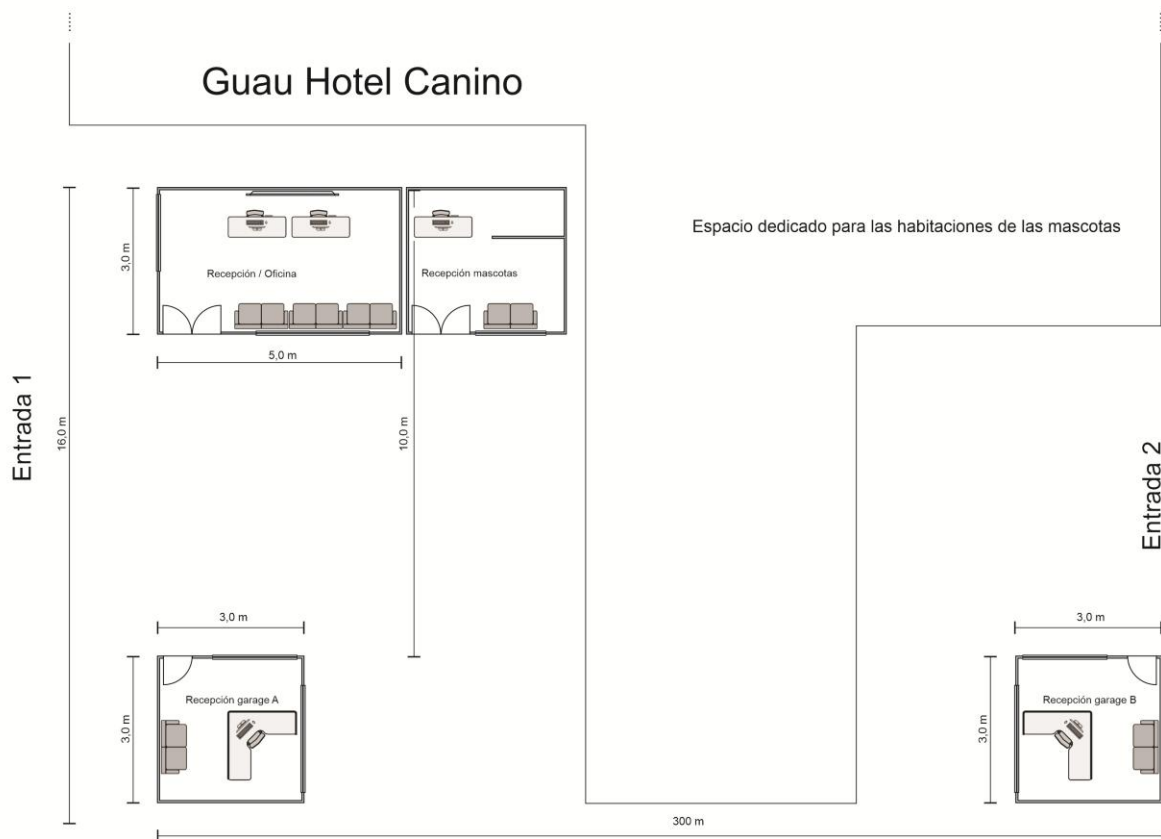 Guau Hotel Canino
Espacio dedicado para las habitaciones de las mascotas
3,0 m
Recepción / Oficina
Recepción mascotas
5,0 m
Entrada 1
16,0 m
10,0 m
Entrada 2
3,0 m
3,0 m
Recepción garage A
Recepción garage B
3,0 m
3,0 m
300 m